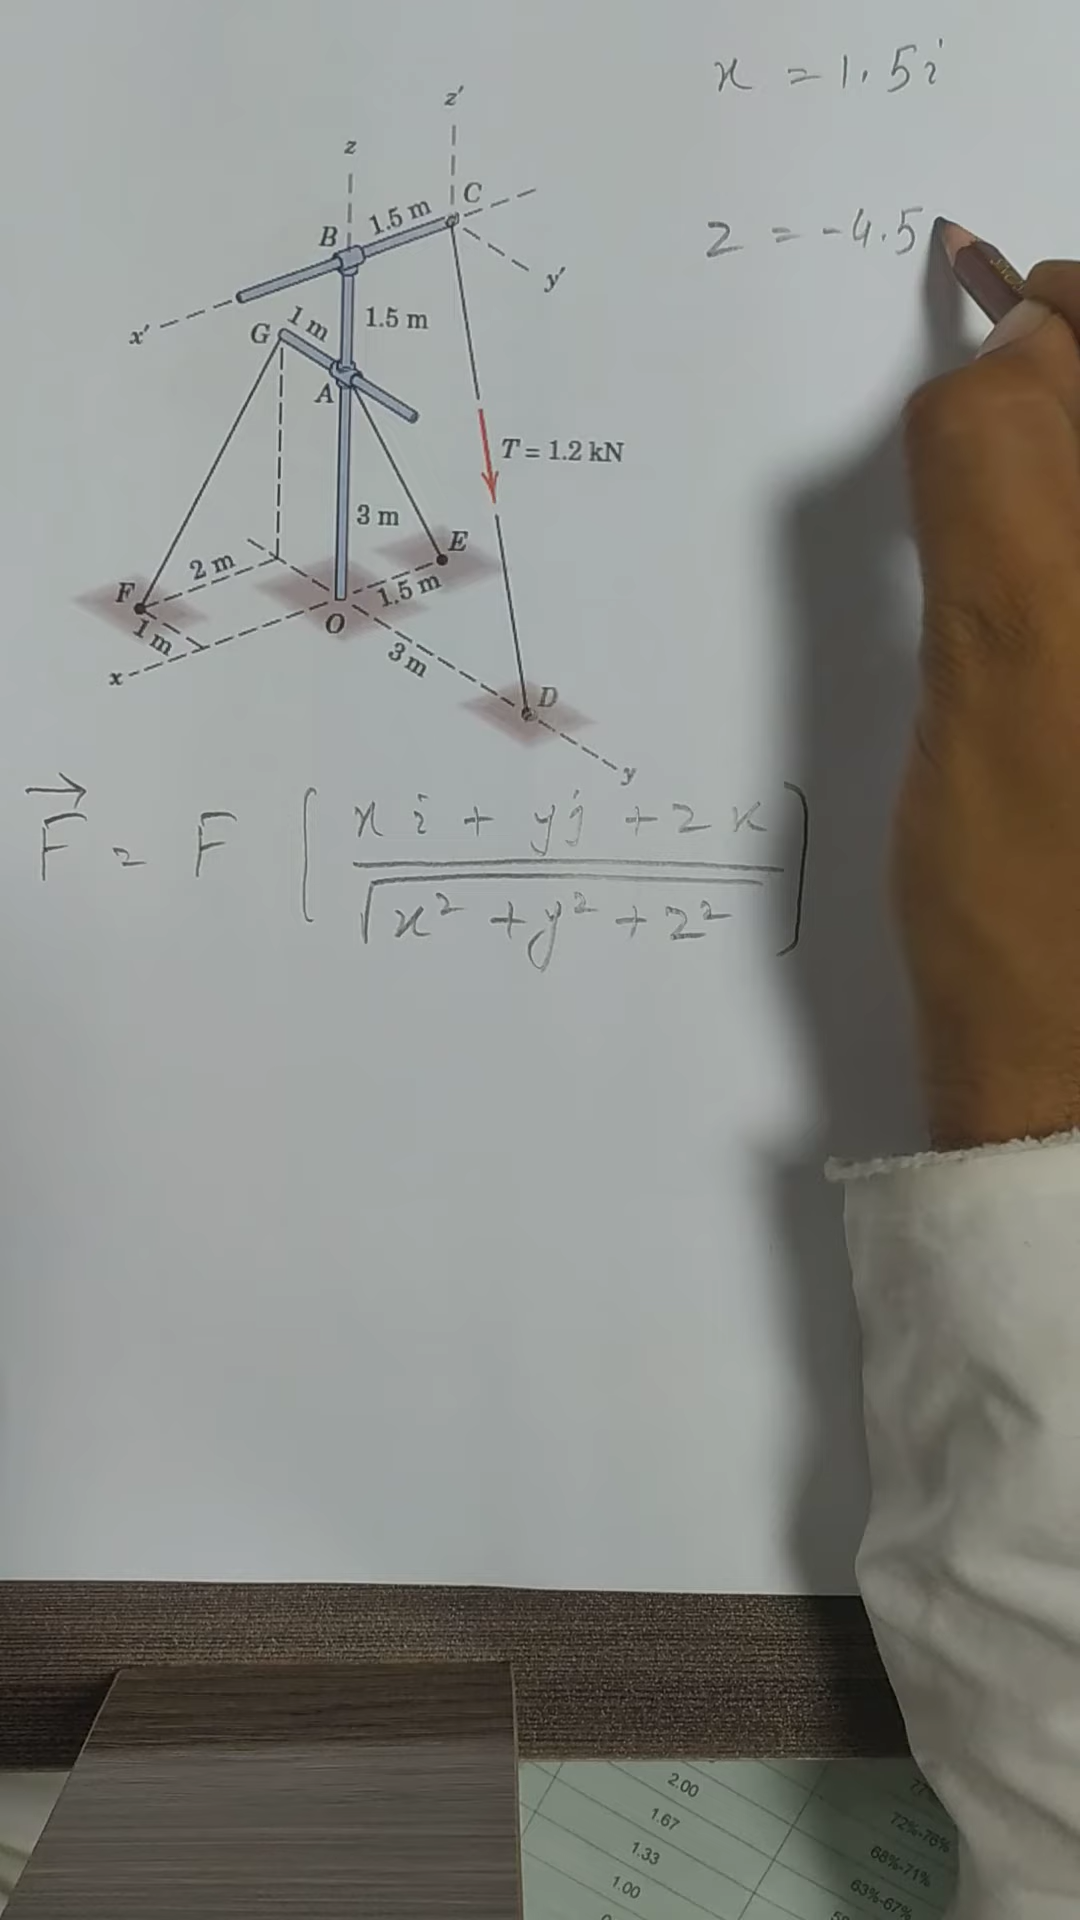 x = 1.5i
z'
z
C
1.5 m
B
z = -4.5
y'
1 m
1.5 m
x'
G
A
T = 1.2 kN
3 m
E
2 m
F
1.5 m
O
1 m
3 m
x
D
y
F = F [ xi + yj + zk / √x² + y² + z² ]
2.00
1.67
72%-76%
1.33
68%-71%
1.00
63%-67%